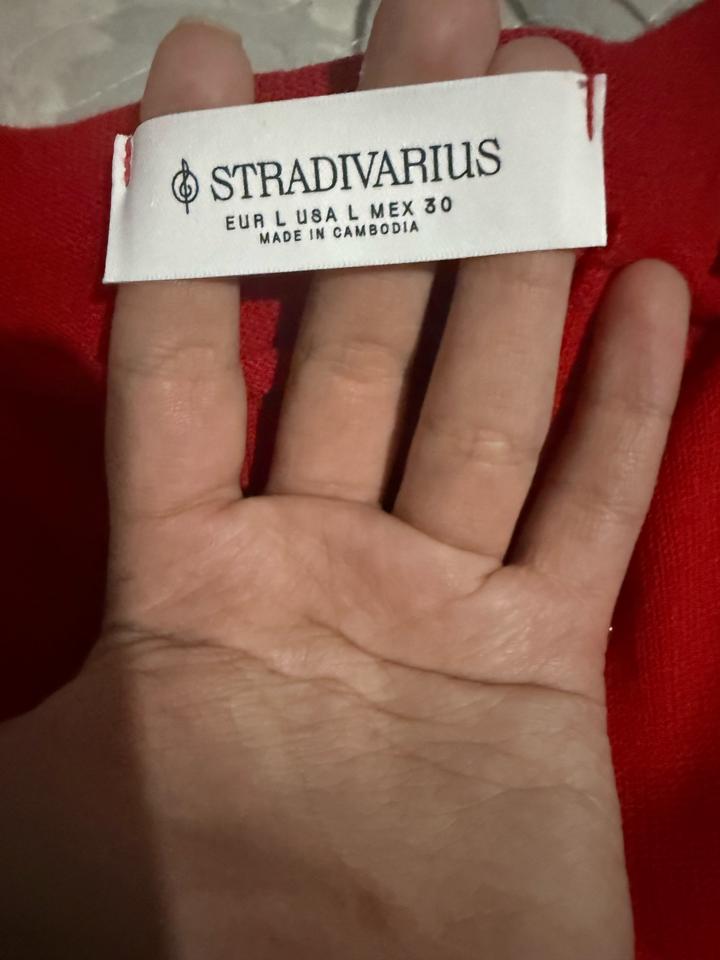 STRADIVARIUS
EUR L USA L MEX 30
MADE IN CAMBODIA